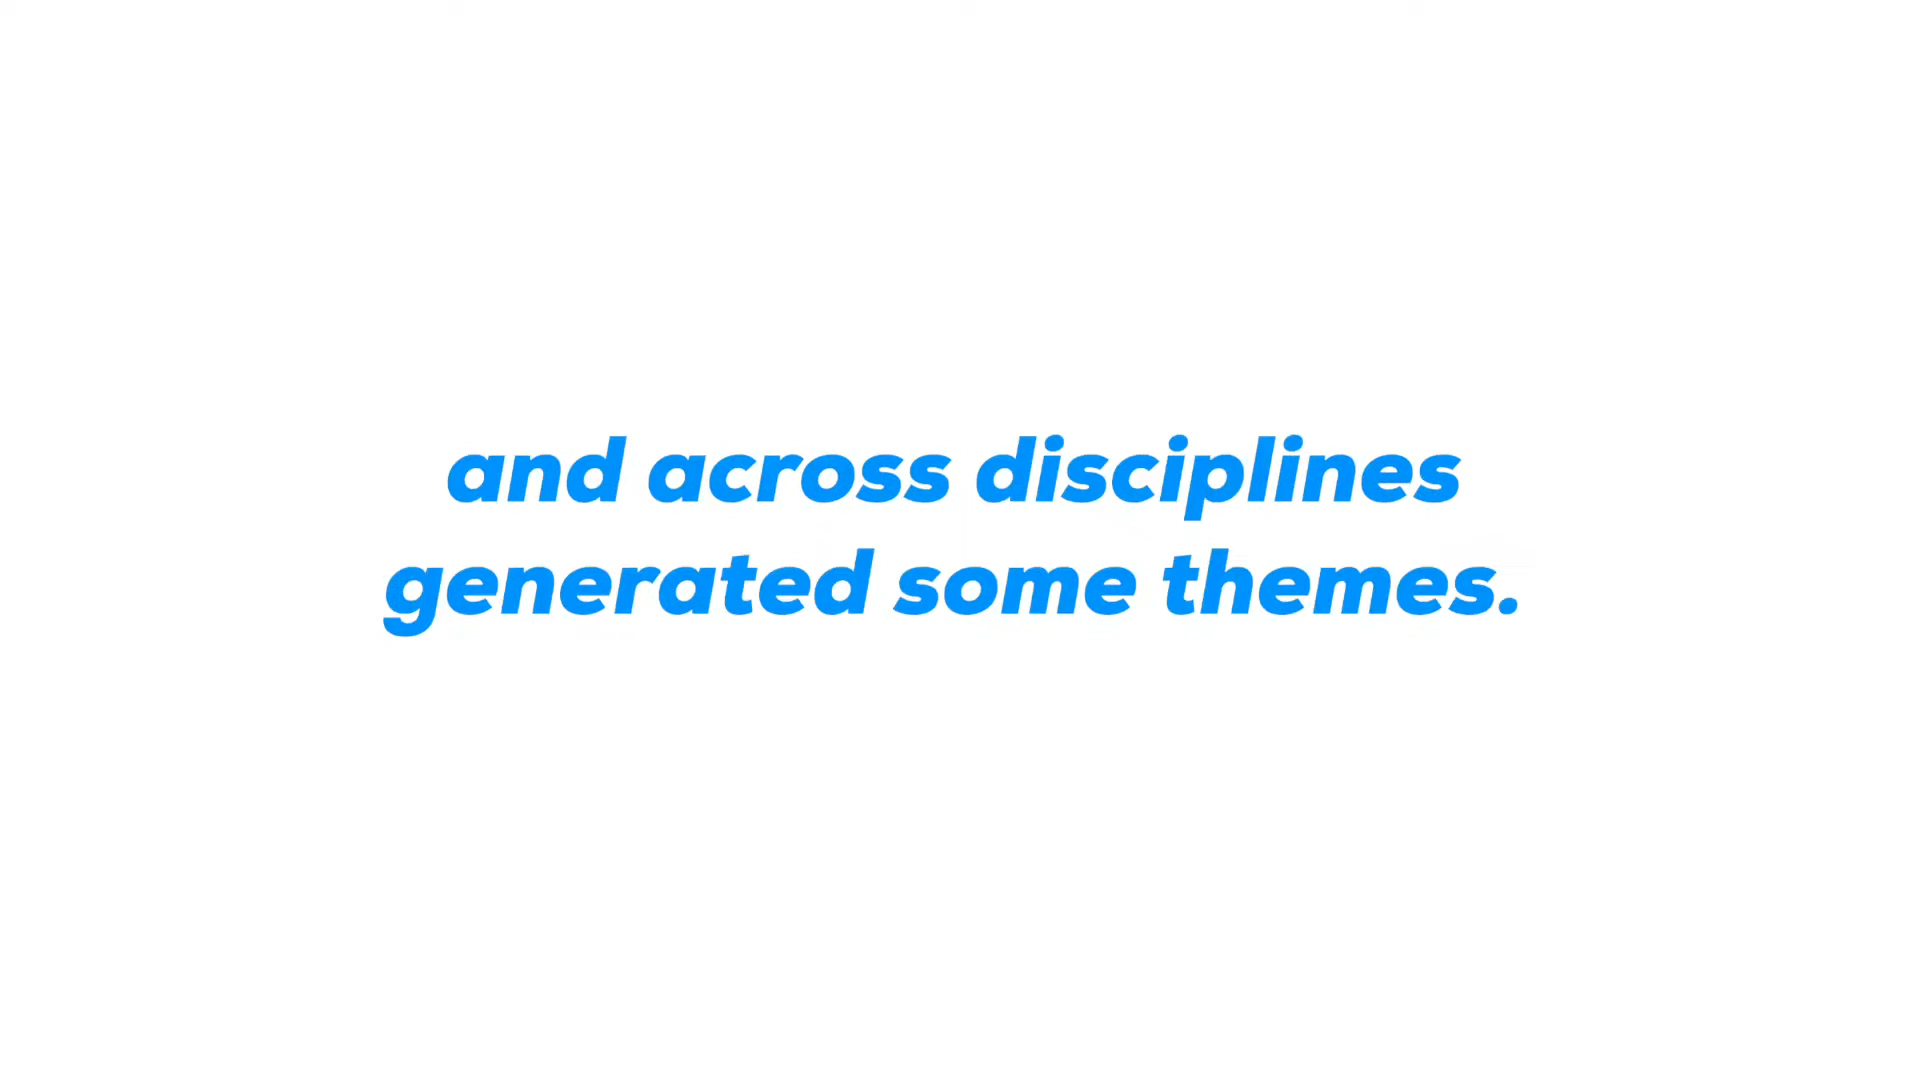 and across disciplines
generated some themes.